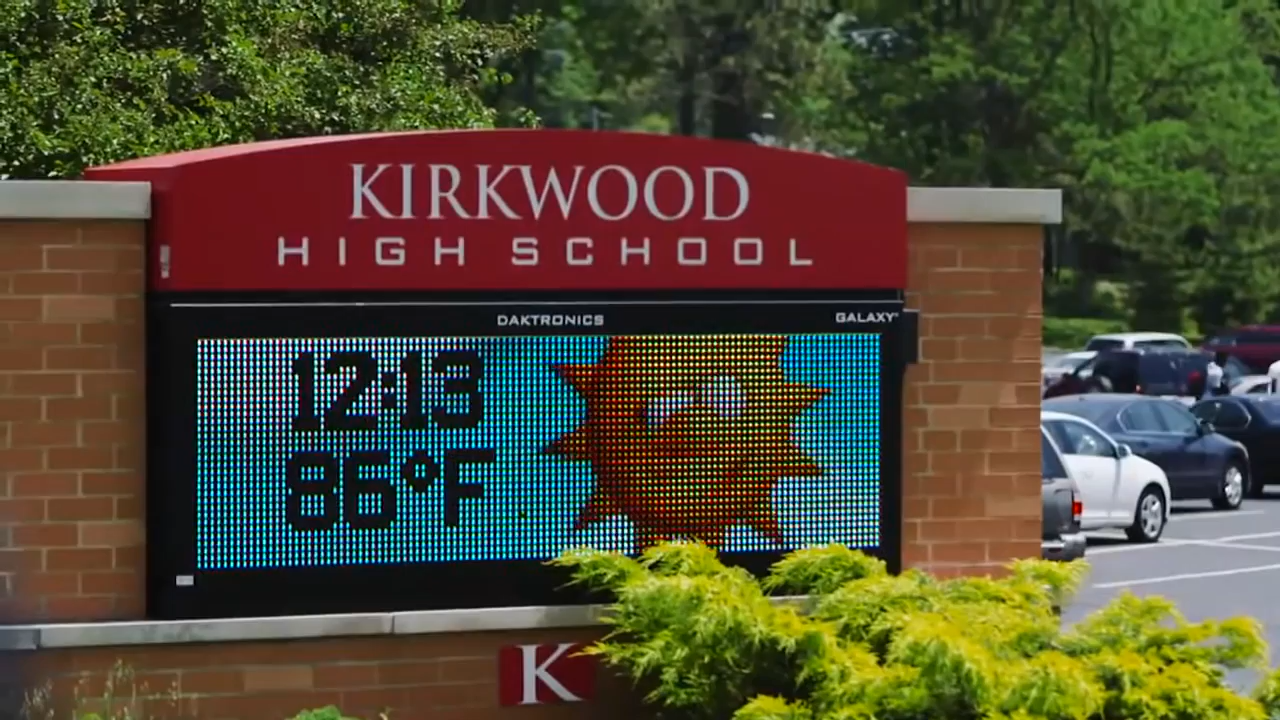 KIRKWOOD
HIGH SCHOOL
DAKTRONICS
GALAXY
12:13
86°F
K